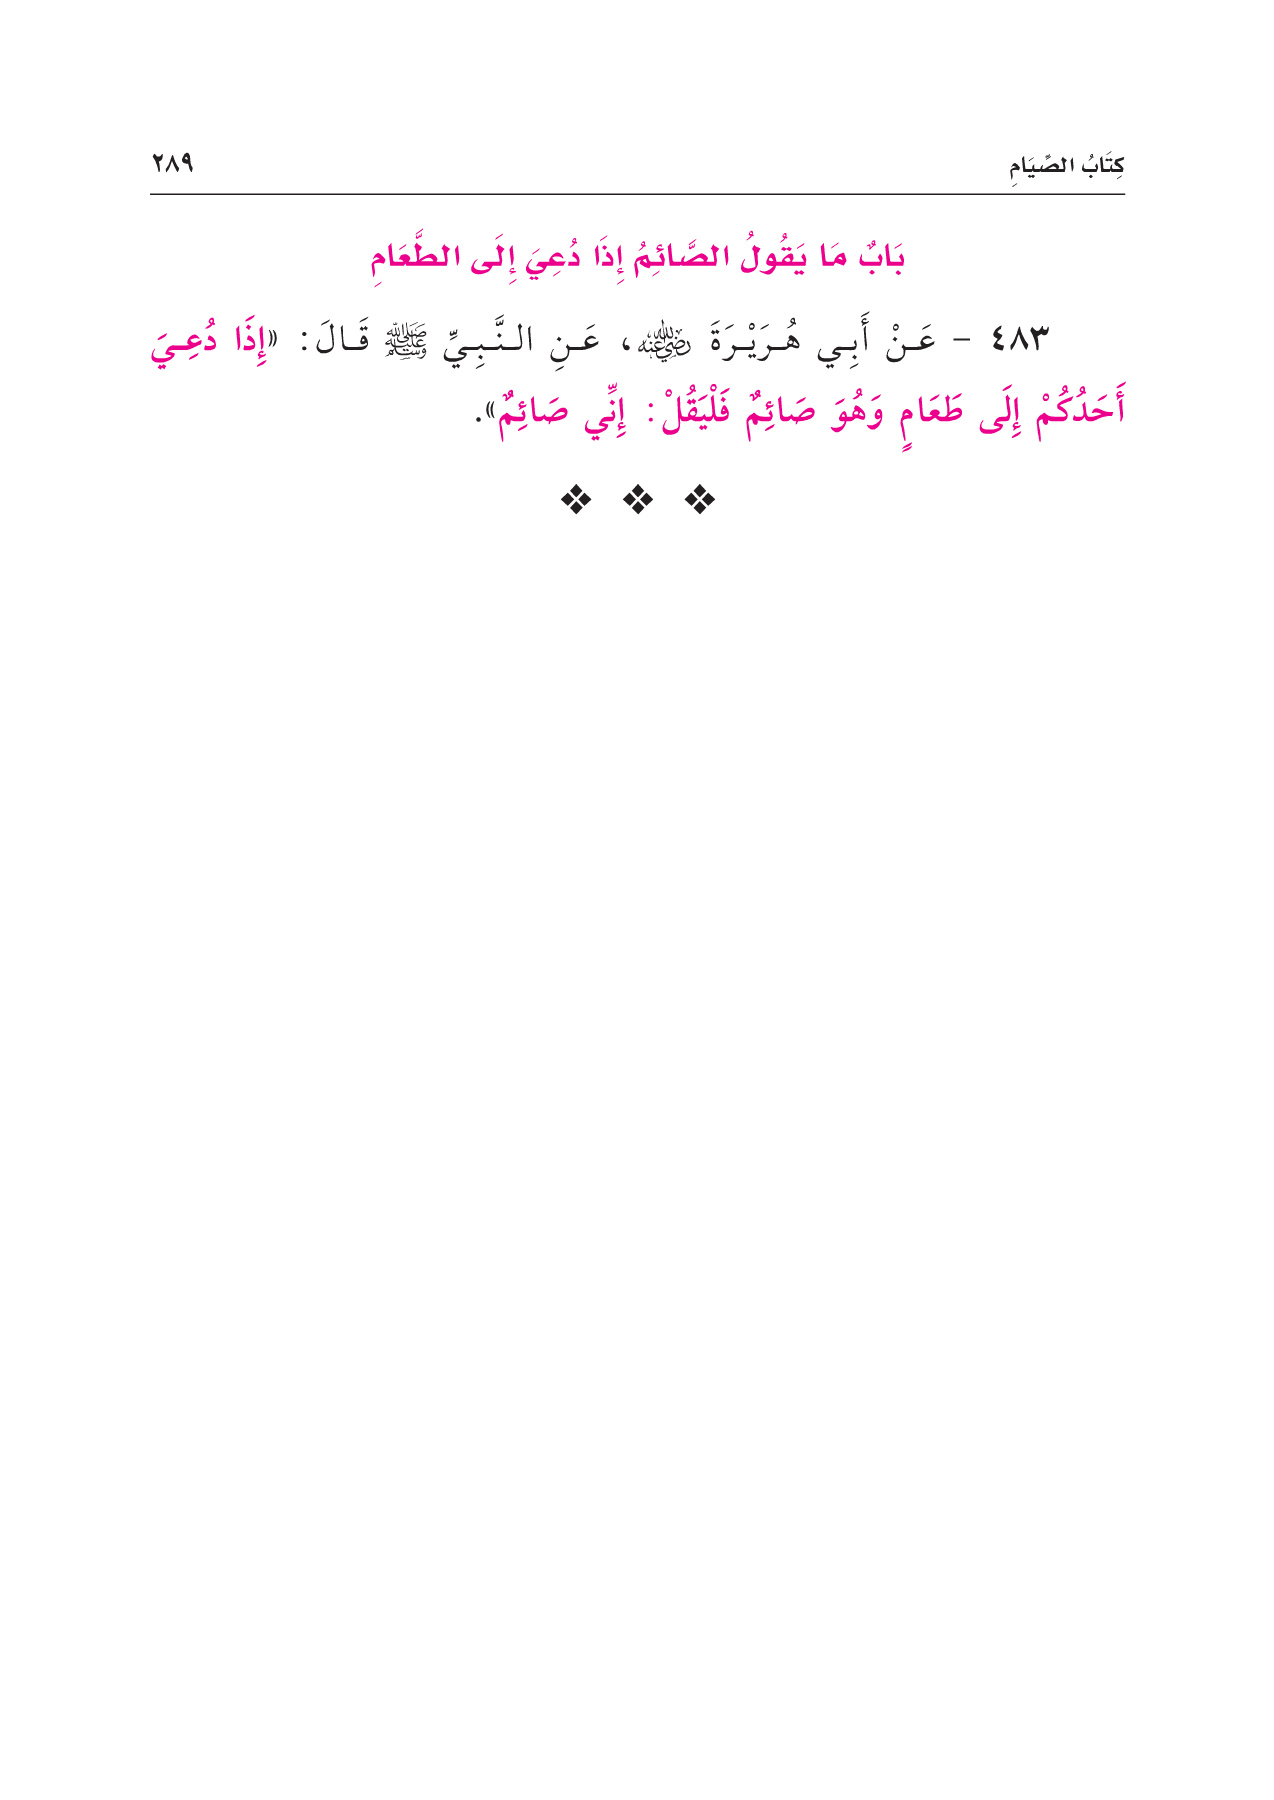 كِتَابُ الصِّيَامِ ٢٨٩
بَابٌ مَا يَقُولُ الصَّائِمُ إِذَا دُعِيَ إِلَى الطَّعَامِ
٤٨٣ - عَنْ أَبِي هُرَيْرَةَ رضي الله عنه، عَنِ النَّبِيِّ ﷺ قَالَ: «إِذَا دُعِيَ
أَحَدُكُمْ إِلَى طَعَامٍ وَهُوَ صَائِمٌ فَلْيَقُلْ: إِنِّي صَائِمٌ».